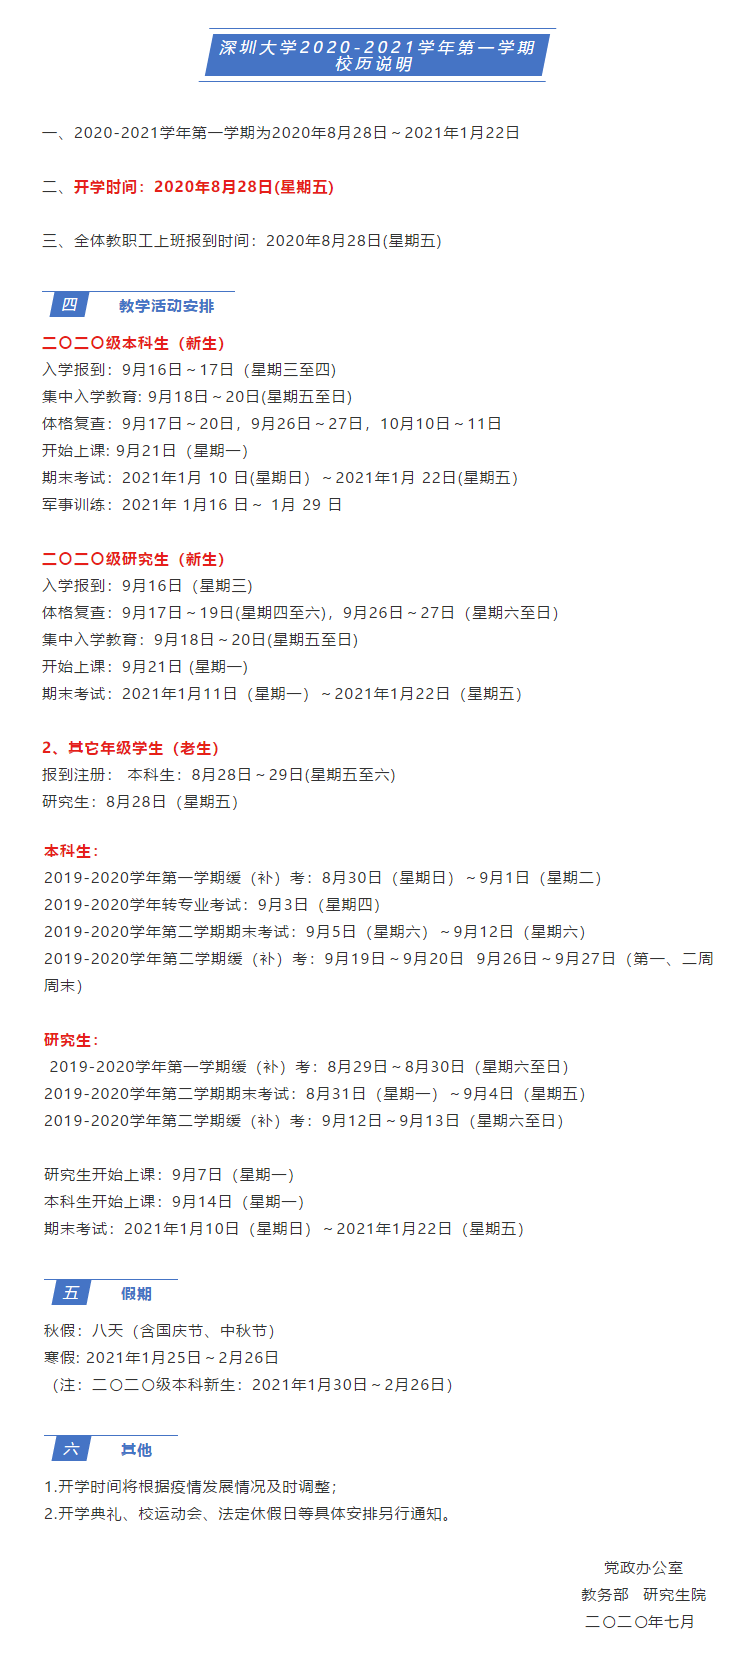 深圳大学2020-2021学年第一学期
校历说明
一、2020-2021学年第一学期为2020年8月28日～2021年1月22日
二、开学时间：2020年8月28日(星期五)
三、全体教职工上班报到时间：2020年8月28日(星期五)
四 教学活动安排
二〇二〇级本科生（新生）
入学报到：9月16日～17日（星期三至四)
集中入学教育: 9月18日～20日(星期五至日)
体格复查：9月17日～20日，9月26日～27日，10月10日～11日
开始上课: 9月21日（星期一）
期末考试：2021年1月 10 日(星期日）～2021年1月 22日(星期五）
军事训练：2021年 1月16 日～ 1月 29 日
二〇二〇级研究生（新生）
入学报到：9月16日（星期三)
体格复查：9月17日～19日(星期四至六)，9月26日～27日（星期六至日）
集中入学教育：9月18日～20日(星期五至日)
开始上课：9月21日 (星期一)
期末考试：2021年1月11日（星期一）～2021年1月22日（星期五）
2、其它年级学生（老生）
报到注册： 本科生：8月28日～29日(星期五至六)
研究生：8月28日（星期五）
本科生：
2019-2020学年第一学期缓（补）考：8月30日（星期日）～9月1日（星期二）
2019-2020学年转专业考试：9月3日（星期四）
2019-2020学年第二学期期末考试：9月5日（星期六）～9月12日（星期六）
2019-2020学年第二学期缓（补）考：9月19日～9月20日 9月26日～9月27日（第一、二周
周末）
研究生：
2019-2020学年第一学期缓（补）考：8月29日～8月30日（星期六至日）
2019-2020学年第二学期期末考试：8月31日（星期一）～9月4日（星期五）
2019-2020学年第二学期缓（补）考：9月12日～9月13日（星期六至日）
研究生开始上课：9月7日（星期一）
本科生开始上课：9月14日（星期一）
期末考试：2021年1月10日（星期日）～2021年1月22日（星期五）
五 假期
秋假：八天（含国庆节、中秋节）
寒假: 2021年1月25日～2月26日
（注：二〇二〇级本科新生：2021年1月30日～2月26日）
六 其他
1.开学时间将根据疫情发展情况及时调整；
2.开学典礼、校运动会、法定休假日等具体安排另行通知。
党政办公室
教务部 研究生院
二〇二〇年七月